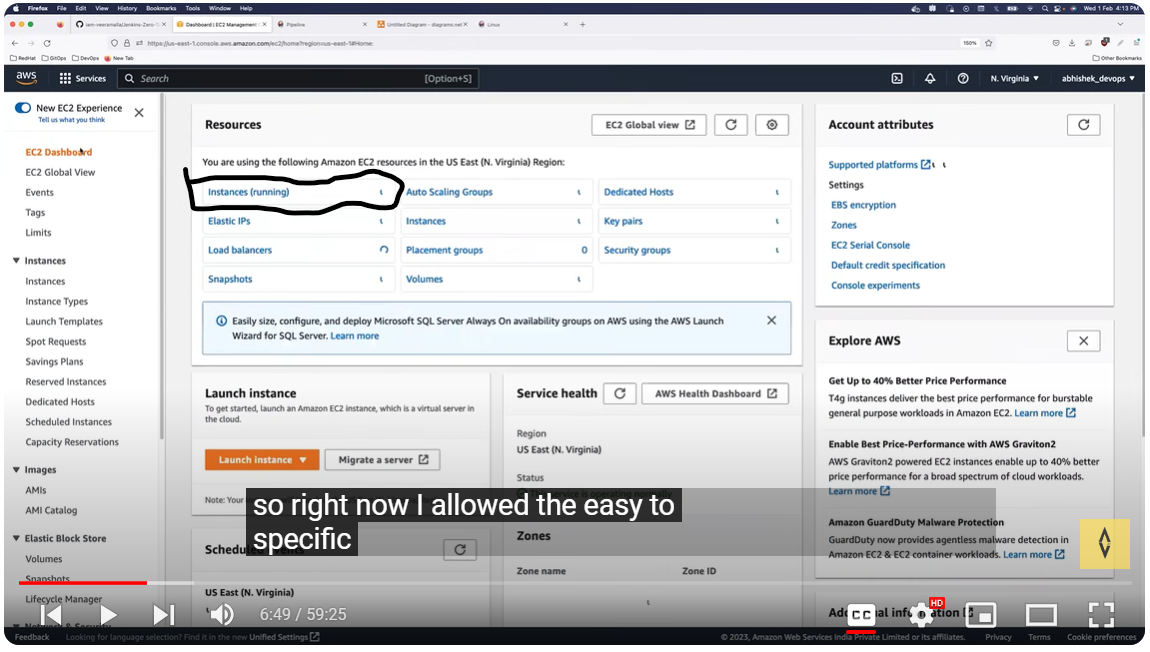 Firefox File Edit View History Bookmarks Tools Window Help
Wed 1 Feb 4:13 PM
iam-veeramalla/Jenkins-Zero-T
Dashboard | EC2 Management
Pipeline
Untitled Diagram - diagrams.net
Linux
https://us-east-1.console.aws.amazon.com/ec2/home?region=us-east-1#Home:
150%
RedHat GitOps DevOps New Tab
Other Bookmarks
aws
Services
Search
[Option+S]
N. Virginia
abhishek_devops
New EC2 Experience
Tell us what you think
EC2 Dashboard
EC2 Global View
Events
Tags
Limits
Instances
Instances
Instance Types
Launch Templates
Spot Requests
Savings Plans
Reserved Instances
Dedicated Hosts
Scheduled Instances
Capacity Reservations
Images
AMIs
AMI Catalog
Elastic Block Store
Volumes
Snapshots
Lifecycle Manager
Network & Security
Resources
EC2 Global view
You are using the following Amazon EC2 resources in the US East (N. Virginia) Region:
Instances (running)
Auto Scaling Groups
Dedicated Hosts
Elastic IPs
Instances
Key pairs
Load balancers
Placement groups 0
Security groups
Snapshots
Volumes
Easily size, configure, and deploy Microsoft SQL Server Always On availability groups on AWS using the AWS Launch
Wizard for SQL Server. Learn more
Launch instance
To get started, launch an Amazon EC2 instance, which is a virtual server in
the cloud.
Launch instance
Migrate a server
Note: Your
Scheduled
US East (N. Virginia)
Service health
AWS Health Dashboard
Region
US East (N. Virginia)
Status
Zones
Zone name
Zone ID
Account attributes
Supported platforms
Settings
EBS encryption
Zones
EC2 Serial Console
Default credit specification
Console experiments
Explore AWS
Get Up to 40% Better Price Performance
T4g instances deliver the best price performance for burstable
general purpose workloads in Amazon EC2. Learn more
Enable Best Price-Performance with AWS Graviton2
AWS Graviton2 powered EC2 instances enable up to 40% better
price performance for a broad spectrum of cloud workloads.
Learn more
Amazon GuardDuty Malware Protection
GuardDuty now provides agentless malware detection in
Amazon EC2 & EC2 container workloads. Learn more
so right now I allowed the easy to
specific
6:49 / 59:25
CC
HD
Feedback
Looking for language selection? Find it in the new Unified Settings
© 2023, Amazon Web Services India Private Limited or its affiliates.
Privacy
Terms
Cookie preferences